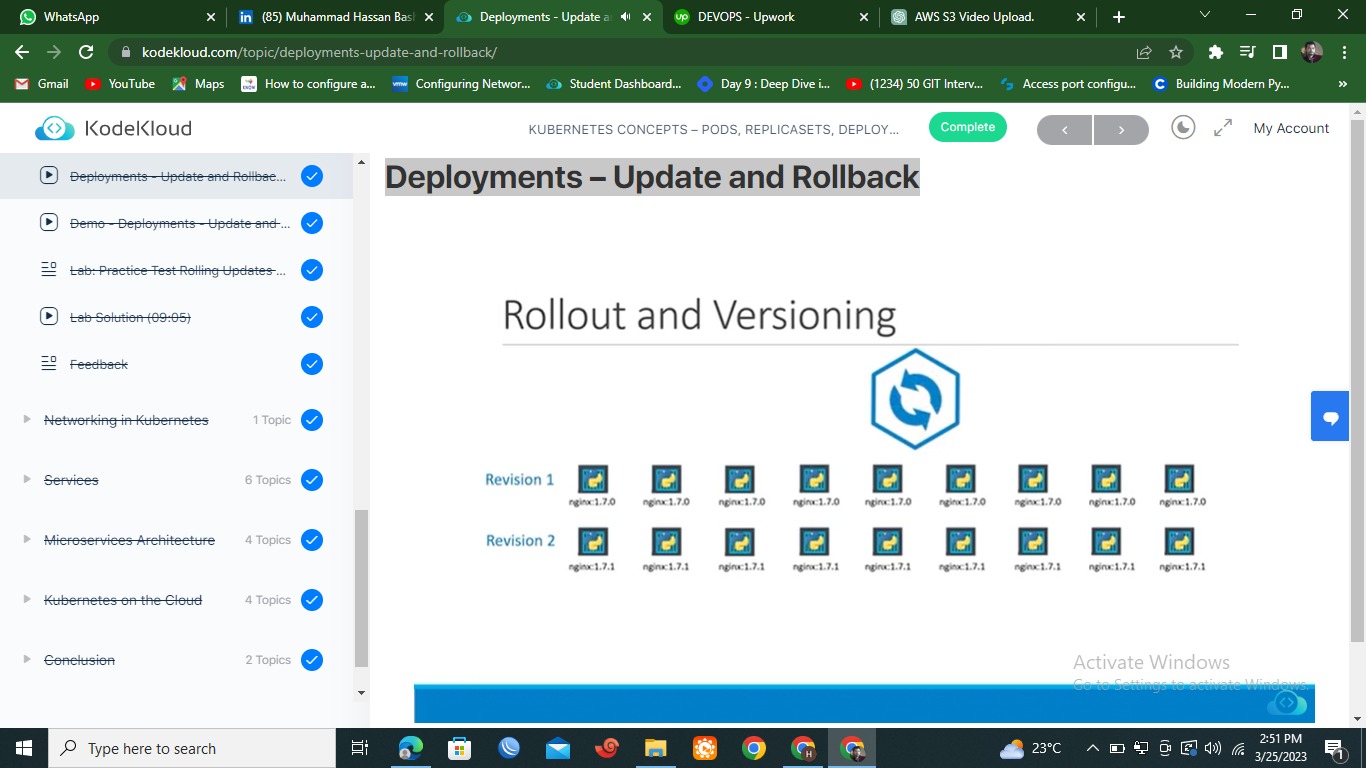 WhatsApp
(85) Muhammad Hassan Bas
Deployments - Update a
DEVOPS - Upwork
AWS S3 Video Upload.
kodekloud.com/topic/deployments-update-and-rollback/
Gmail
YouTube
Maps
How to configure a...
Configuring Networ...
Student Dashboard...
Day 9 : Deep Dive i...
(1234) 50 GIT Interv...
Access port configu...
Building Modern Py...
»
KodeKloud
KUBERNETES CONCEPTS – PODS, REPLICASETS, DEPLOY...
Complete
My Account
Deployments - Update and Rollbac...
Demo - Deployments - Update and ...
Lab: Practice Test Rolling Updates ...
Lab Solution (09:05)
Feedback
Networking in Kubernetes
1 Topic
Services
6 Topics
Microservices Architecture
4 Topics
Kubernetes on the Cloud
4 Topics
Conclusion
2 Topics
Deployments – Update and Rollback
Rollout and Versioning
Revision 1
nginx:1.7.0 nginx:1.7.0 nginx:1.7.0 nginx:1.7.0 nginx:1.7.0 nginx:1.7.0 nginx:1.7.0 nginx:1.7.0 nginx:1.7.0
Revision 2
nginx:1.7.1 nginx:1.7.1 nginx:1.7.1 nginx:1.7.1 nginx:1.7.1 nginx:1.7.1 nginx:1.7.1 nginx:1.7.1 nginx:1.7.1
Activate Windows
Go to Settings to activate Windows.
Type here to search
23°C
2:51 PM
3/25/2023
1